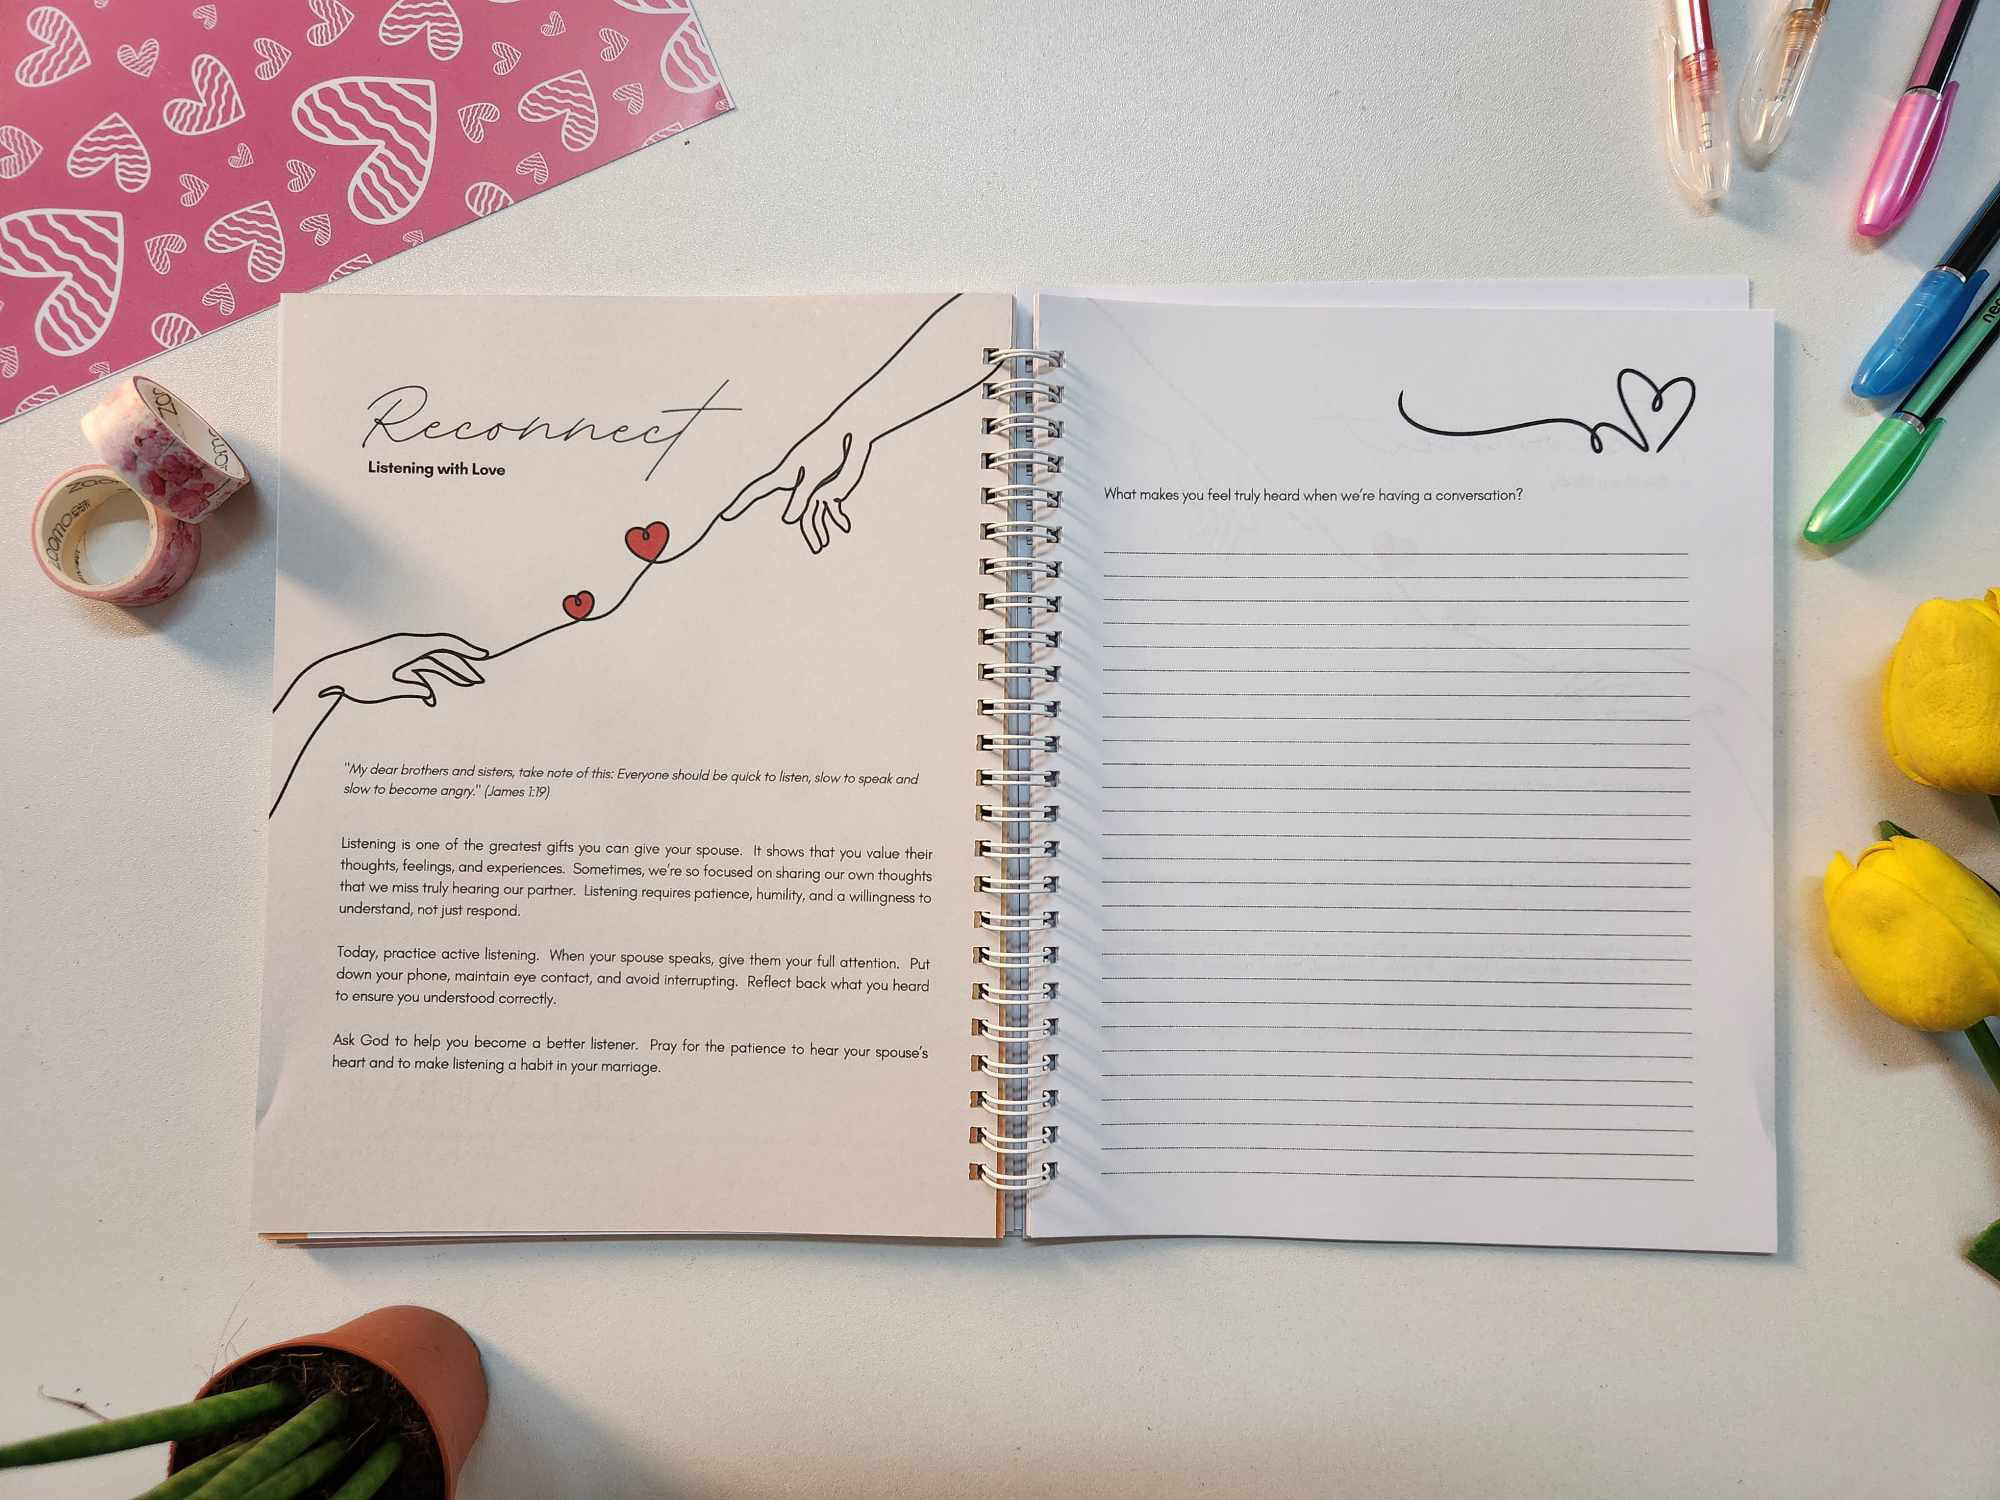 Reconnect
Listening with Love
"My dear brothers and sisters, take note of this: Everyone should be quick to listen, slow to speak and
slow to become angry." (James 1:19)
Listening is one of the greatest gifts you can give your spouse. It shows that you value their
thoughts, feelings, and experiences. Sometimes, we're so focused on sharing our own thoughts
that we miss truly hearing our partner. Listening requires patience, humility, and a willingness to
understand, not just respond.
Today, practice active listening. When your spouse speaks, give them your full attention. Put
down your phone, maintain eye contact, and avoid interrupting. Reflect back what you heard
to ensure you understood correctly.
Ask God to help you become a better listener. Pray for the patience to hear your spouse's
heart and to make listening a habit in your marriage.
What makes you feel truly heard when we're having a conversation?